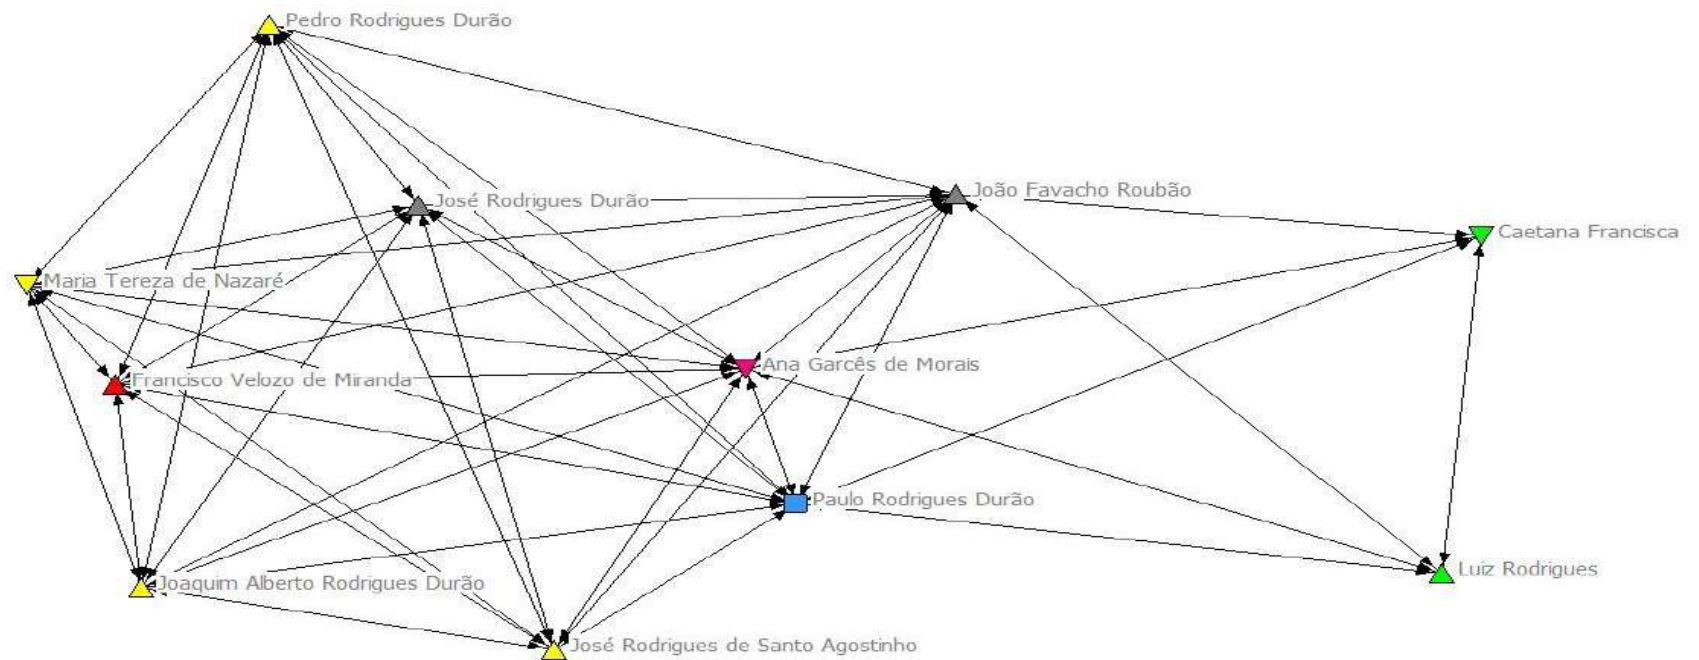 Pedro Rodrigues Durão
João Favacho Roubão
José Rodrigues Durão
Caetana Francisca
Maria Tereza de Nazaré
Ana Garcês de Morais
Francisco Velozo de Miranda
Paulo Rodrigues Durão
Luiz Rodrigues
Joaquim Alberto Rodrigues Durão
José Rodrigues de Santo Agostinho